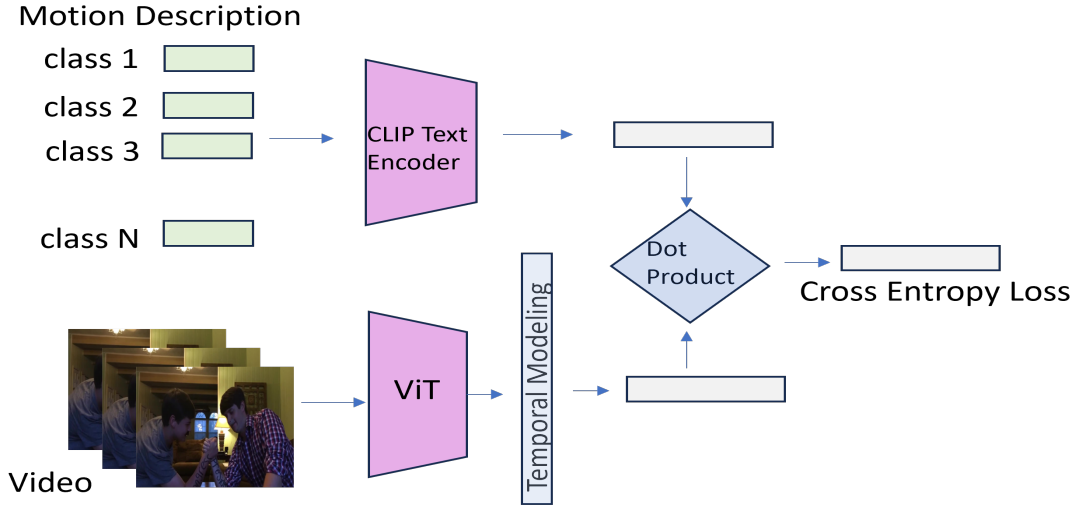 Motion Description
class 1
class 2
class 3
class N
CLIP Text
Encoder
Dot
Product
Cross Entropy Loss
Video
ViT
Temporal Modeling